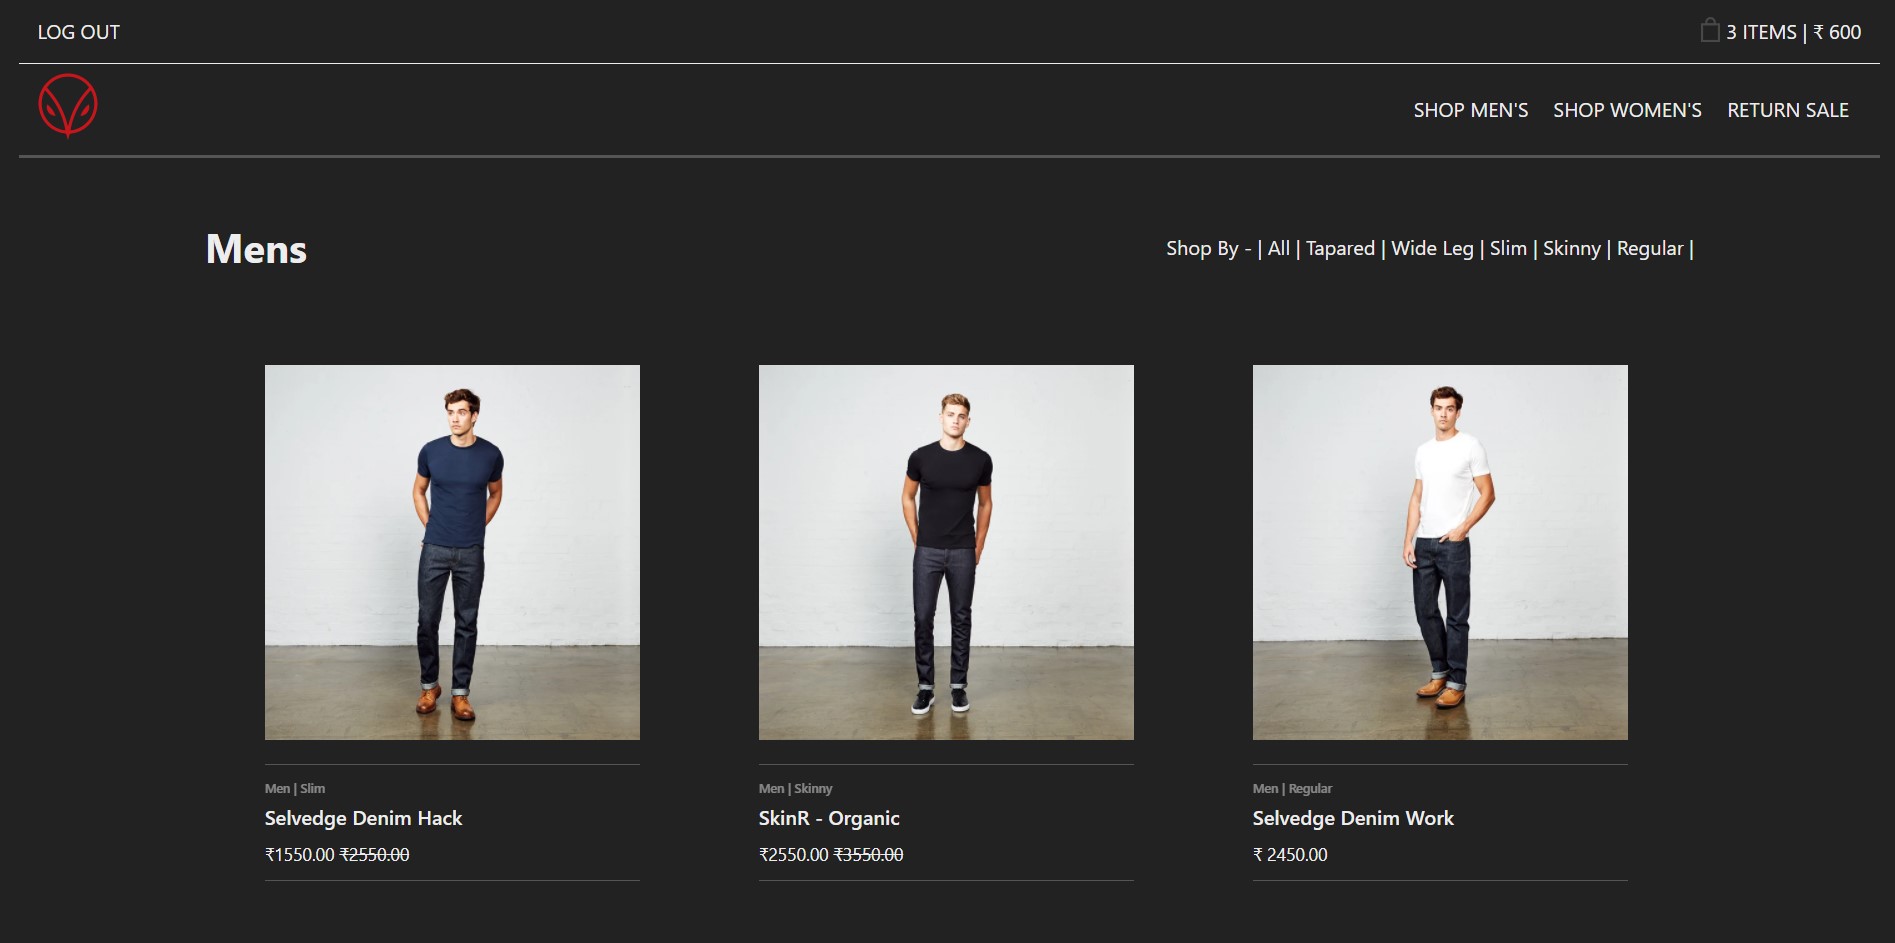 LOG OUT
3 ITEMS | ₹ 600
SHOP MEN'S SHOP WOMEN'S RETURN SALE
Mens
Shop By - | All | Tapared | Wide Leg | Slim | Skinny | Regular |
Men | Slim
Selvedge Denim Hack
₹1550.00 ₹2550.00
Men | Skinny
SkinR - Organic
₹2550.00 ₹3550.00
Men | Regular
Selvedge Denim Work
₹ 2450.00